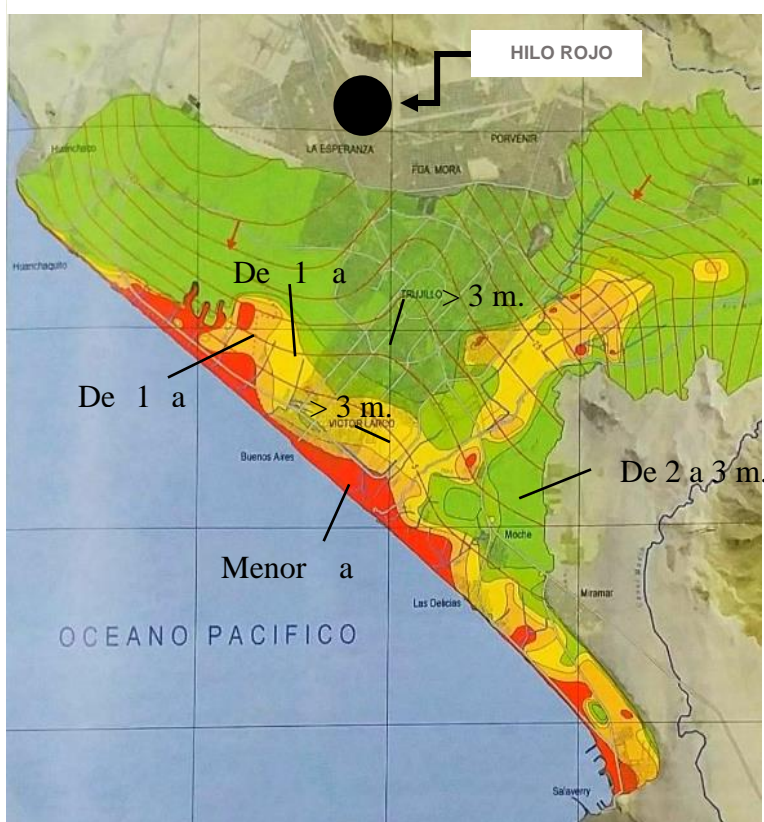 HILO ROJO
PORVENIR
LA ESPERANZA
Huanchaco
FGA. MORA
Huanchaquito
De 1 a
TRUJILLO
> 3 m.
De 1 a
> 3 m.
VICTOR LARCO
Buenos Aires
De 2 a 3 m.
Moche
Menor a
Miramar
Las Delicias
OCEANO PACIFICO
Salaverry